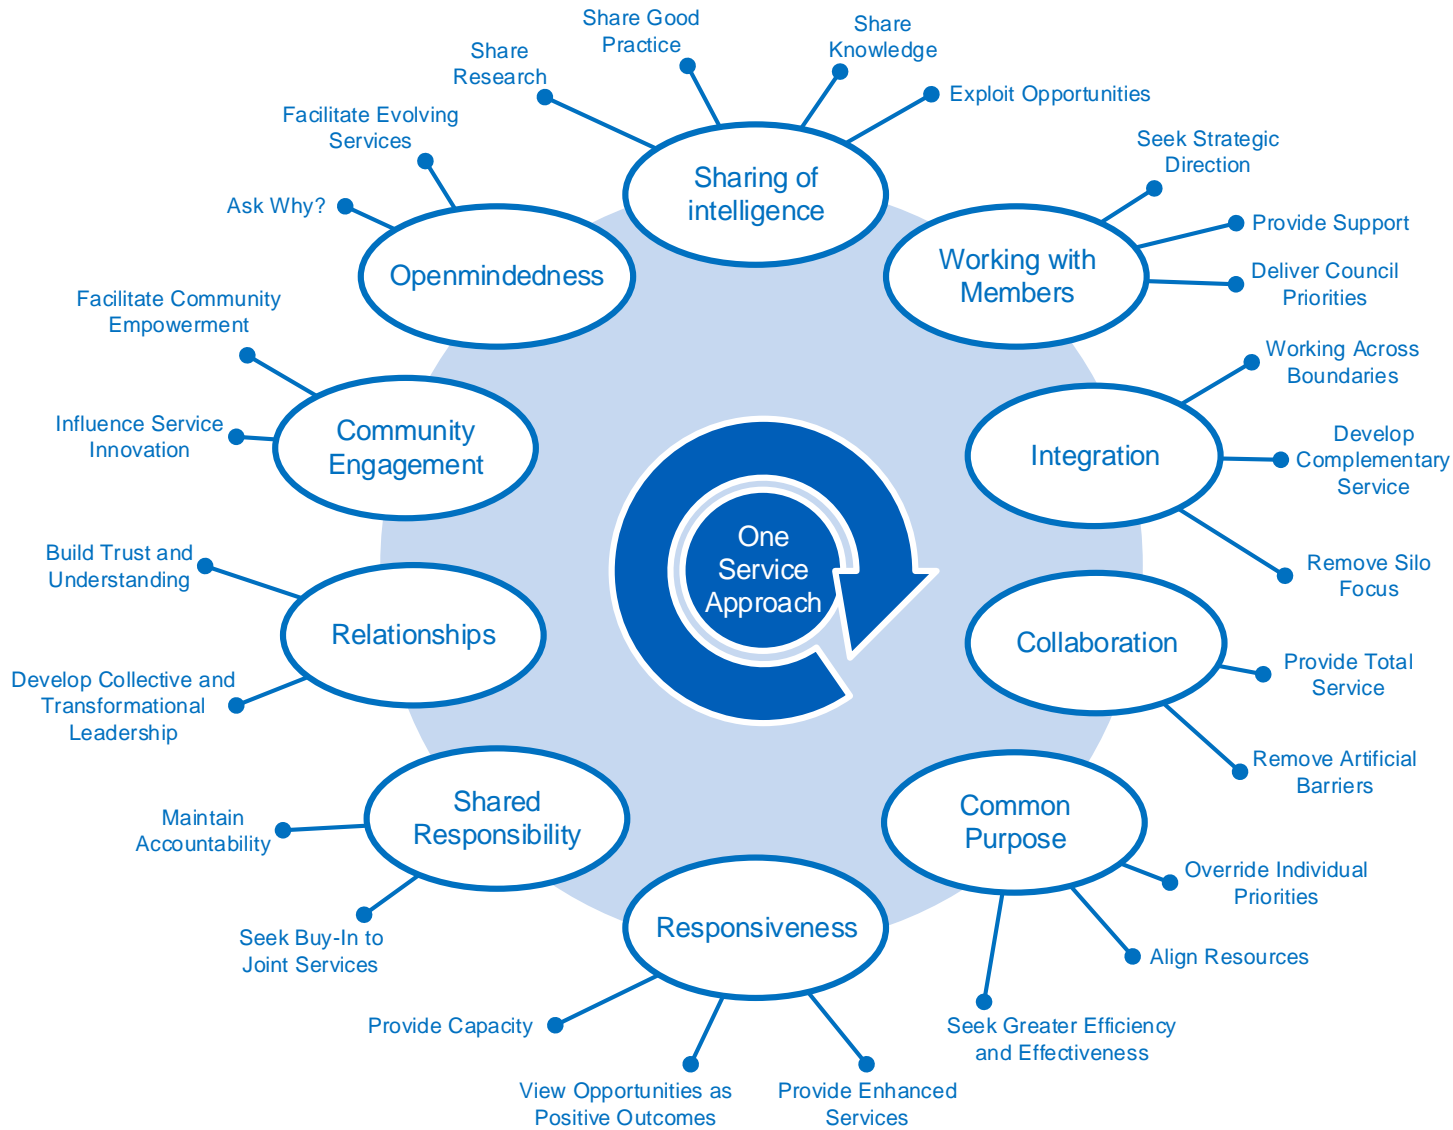 Share Good
Practice
Share
Knowledge
Share
Research
Exploit Opportunities
Facilitate Evolving
Services
Ask Why?
Seek Strategic
Direction
Provide Support
Deliver Council
Priorities
Sharing of
intelligence
Openmindedness
Working with
Members
Facilitate Community
Empowerment
Influence Service
Innovation
Community
Engagement
Working Across
Boundaries
Develop
Complementary
Service
Remove Silo
Focus
Integration
One
Service
Approach
Build Trust and
Understanding
Develop Collective and
Transformational
Leadership
Relationships
Collaboration
Provide Total
Service
Remove Artificial
Barriers
Maintain
Accountability
Seek Buy-In to
Joint Services
Shared
Responsibility
Common
Purpose
Override Individual
Priorities
Align Resources
Seek Greater Efficiency
and Effectiveness
Responsiveness
Provide Capacity
View Opportunities as
Positive Outcomes
Provide Enhanced
Services